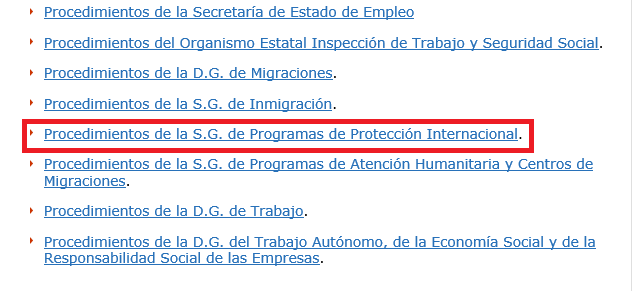 Procedimientos de la Secretaría de Estado de Empleo
Procedimientos del Organismo Estatal Inspección de Trabajo y Seguridad Social.
Procedimientos de la D.G. de Migraciones.
Procedimientos de la S.G. de Inmigración.
Procedimientos de la S.G. de Programas de Protección Internacional.
Procedimientos de la S.G. de Programas de Atención Humanitaria y Centros de
Migraciones.
Procedimientos de la D.G. de Trabajo.
Procedimientos de la D.G. del Trabajo Autónomo, de la Economía Social y de la
Responsabilidad Social de las Empresas.